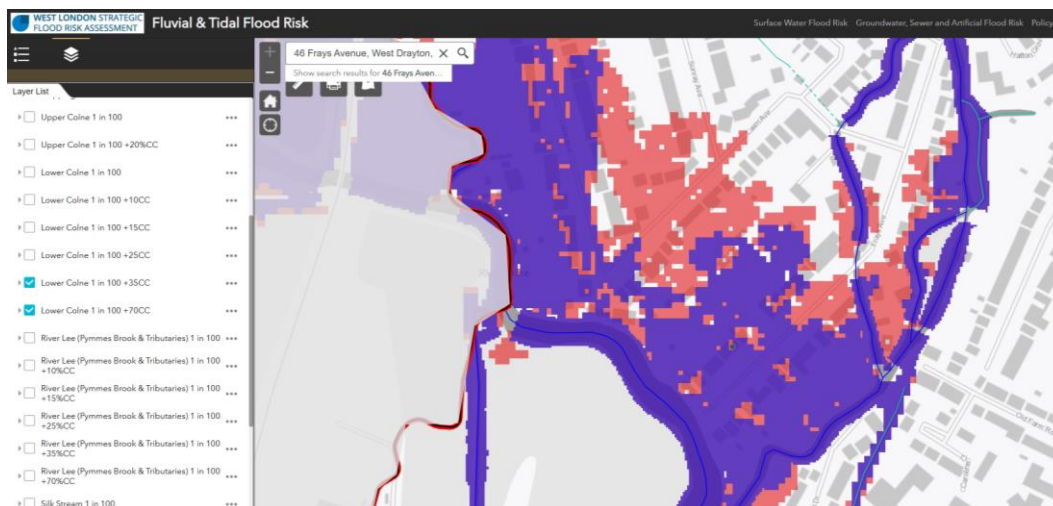 WEST LONDON STRATEGIC
FLOOD RISK ASSESSMENT
Fluvial & Tidal Flood Risk
Surface Water Flood Risk Groundwater, Sewer and Artificial Flood Risk Policy
46 Frays Avenue, West Drayton,
Show search results for 46 Frays Aven...
Layer List
Upper Colne 1 in 100
Upper Colne 1 in 100 +20%CC
Lower Colne 1 in 100
Lower Colne 1 in 100 +10CC
Lower Colne 1 in 100 +15CC
Lower Colne 1 in 100 +25CC
Lower Colne 1 in 100 +35CC
Lower Colne 1 in 100 +70CC
River Lee (Pymmes Brook & Tributaries) 1 in 100
River Lee (Pymmes Brook & Tributaries) 1 in 100
+10%CC
River Lee (Pymmes Brook & Tributaries) 1 in 100
+15%CC
River Lee (Pymmes Brook & Tributaries) 1 in 100
+25%CC
River Lee (Pymmes Brook & Tributaries) 1 in 100
+35%CC
River Lee (Pymmes Brook & Tributaries) 1 in 100
+70%CC
Silk Stream 1 in 100
Frays Ave
Old Farm Ro